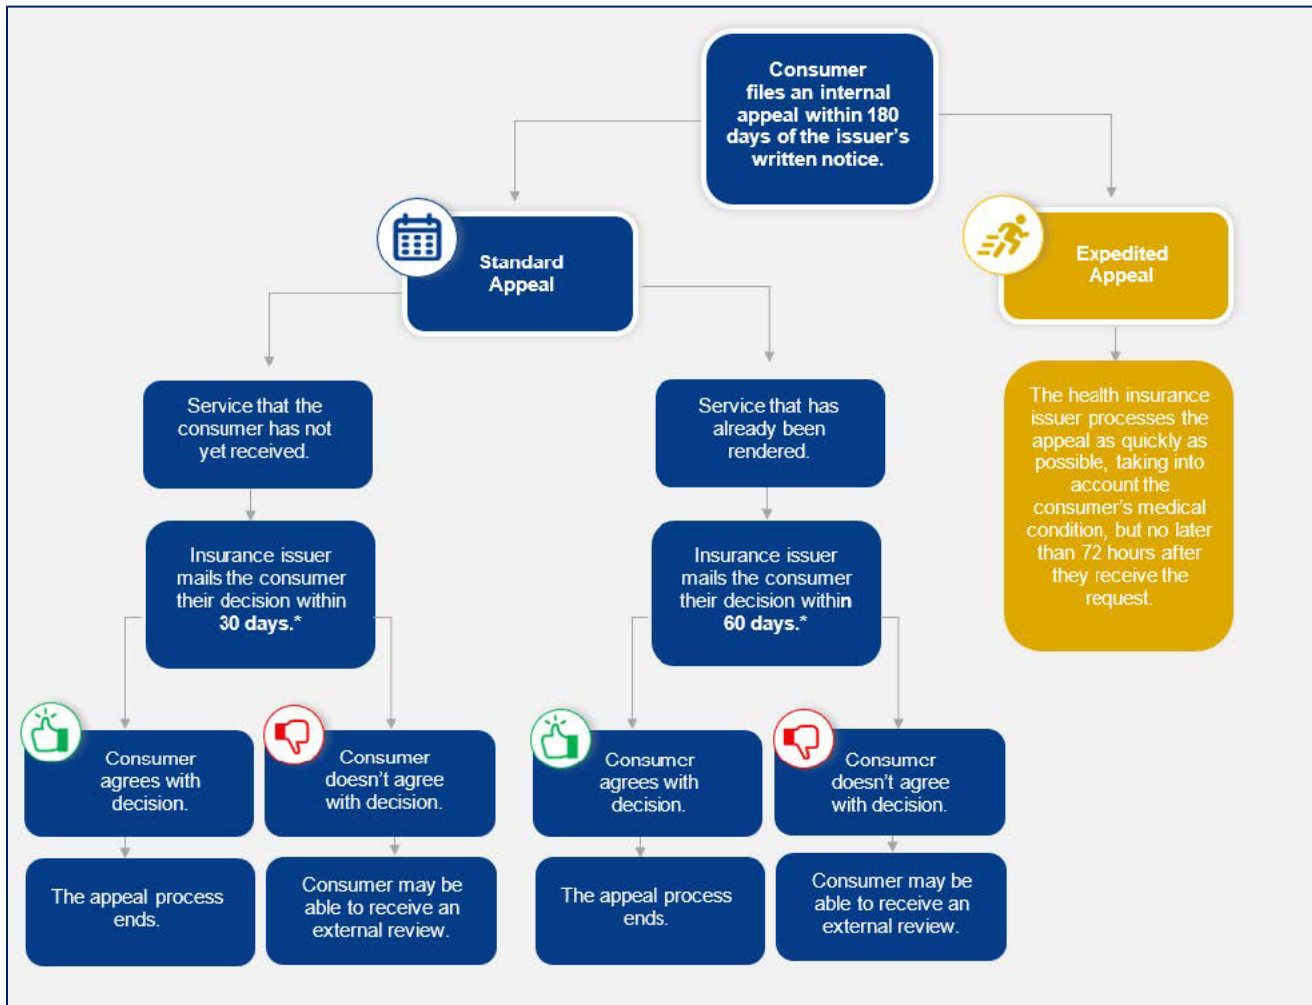 Consumer
files an internal
appeal within 180
days of the issuer's
written notice.
Standard
Appeal
Expedited
Appeal
Service that the
consumer has not
yet received.
Service that has
already been
rendered.
The health insurance
issuer processes the
appeal as quickly as
possible, taking into
account the
consumer's medical
condition, but no later
than 72 hours after
they receive the
request.
Insurance issuer
mails the consumer
their decision within
30 days.*
Insurance issuer
mails the consumer
their decision within
60 days.*
Consumer
agrees with
decision.
Consumer
doesn't agree
with decision.
Consumer
agrees with
decision.
Consumer
doesn't agree
with decision.
The appeal process
ends.
Consumer may be
able to receive an
external review.
The appeal process
ends.
Consumer may be
able to receive an
external review.